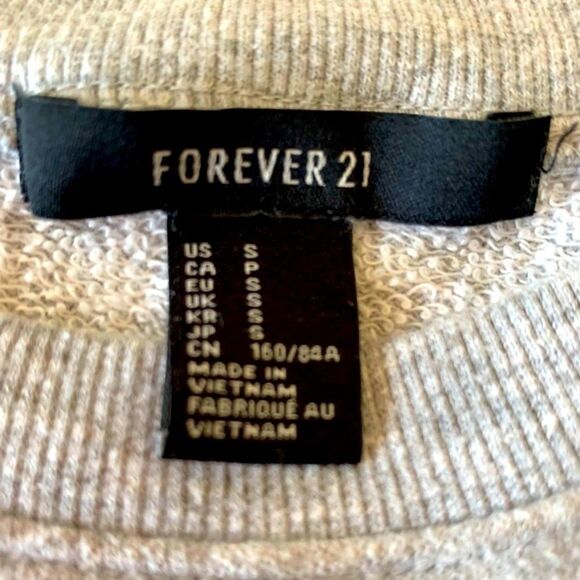 FOREVER 21
US S
CA P
EU S
UK S
KR S
JP S
CN 160/84A
MADE IN
VIETNAM
FABRIQUÉ AU
VIETNAM